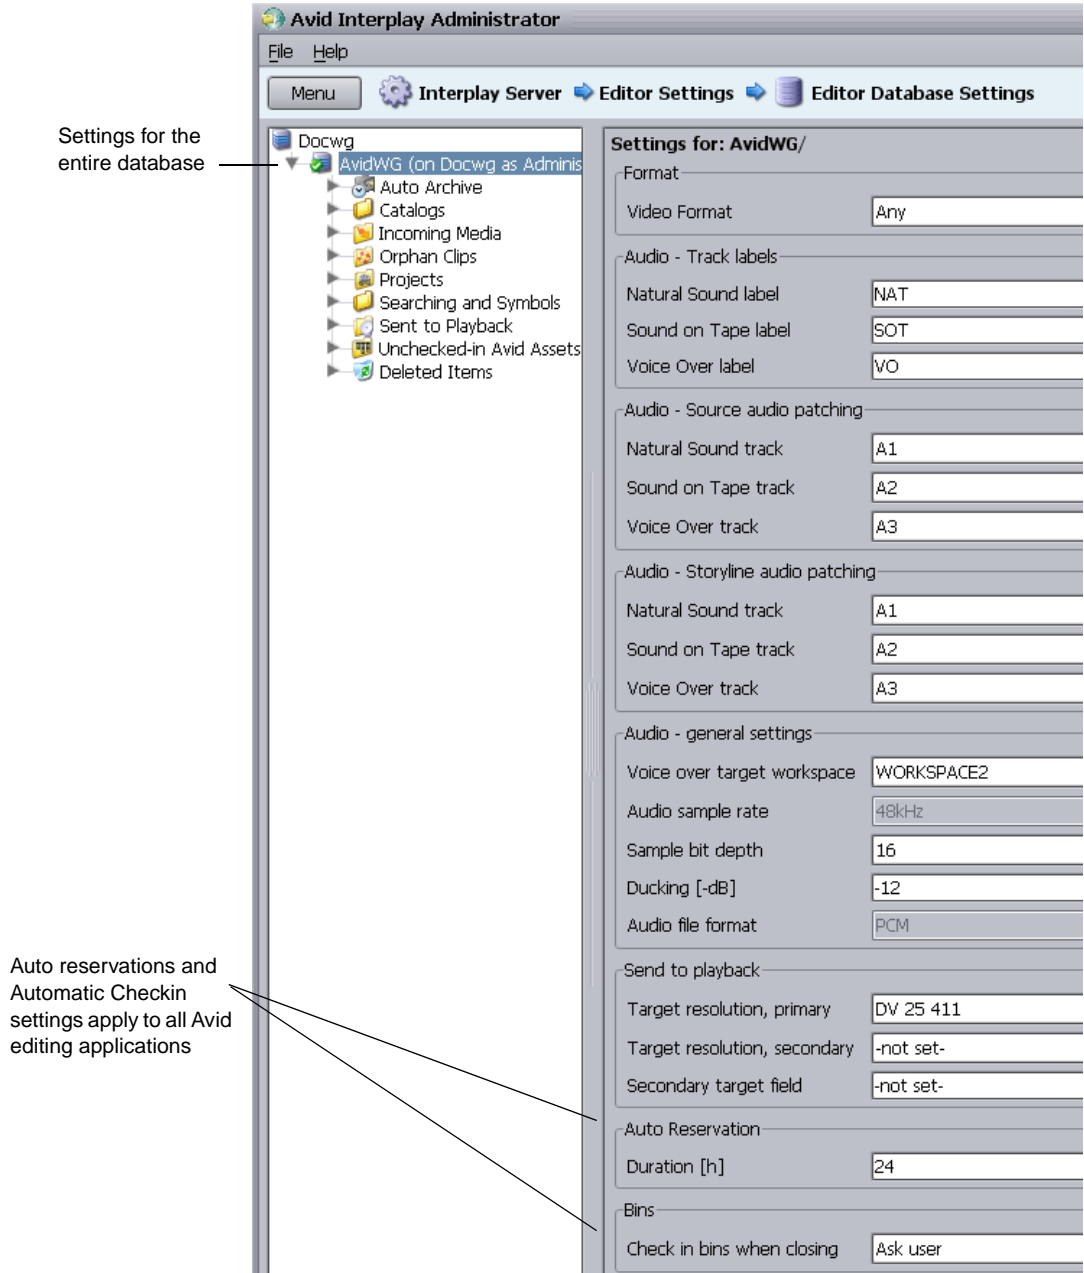 Avid Interplay Administrator
File Help
Menu Interplay Server Editor Settings Editor Database Settings
Settings for the
entire database
Docwg
AvidWG (on Docwg as Adminis
Auto Archive
Catalogs
Incoming Media
Orphan Clips
Projects
Searching and Symbols
Sent to Playback
Unchecked-in Avid Assets
Deleted Items
Settings for: AvidWG/
Format
Video Format Any
Audio - Track labels
Natural Sound label NAT
Sound on Tape label SOT
Voice Over label VO
Audio - Source audio patching
Natural Sound track A1
Sound on Tape track A2
Voice Over track A3
Audio - Storyline audio patching
Natural Sound track A1
Sound on Tape track A2
Voice Over track A3
Audio - general settings
Voice over target workspace WORKSPACE2
Audio sample rate 48kHz
Sample bit depth 16
Ducking [-dB] -12
Audio file format PCM
Auto reservations and
Automatic Checkin
settings apply to all Avid
editing applications
Send to playback
Target resolution, primary DV 25 411
Target resolution, secondary -not set-
Secondary target field -not set-
Auto Reservation
Duration [h] 24
Bins
Check in bins when closing Ask user